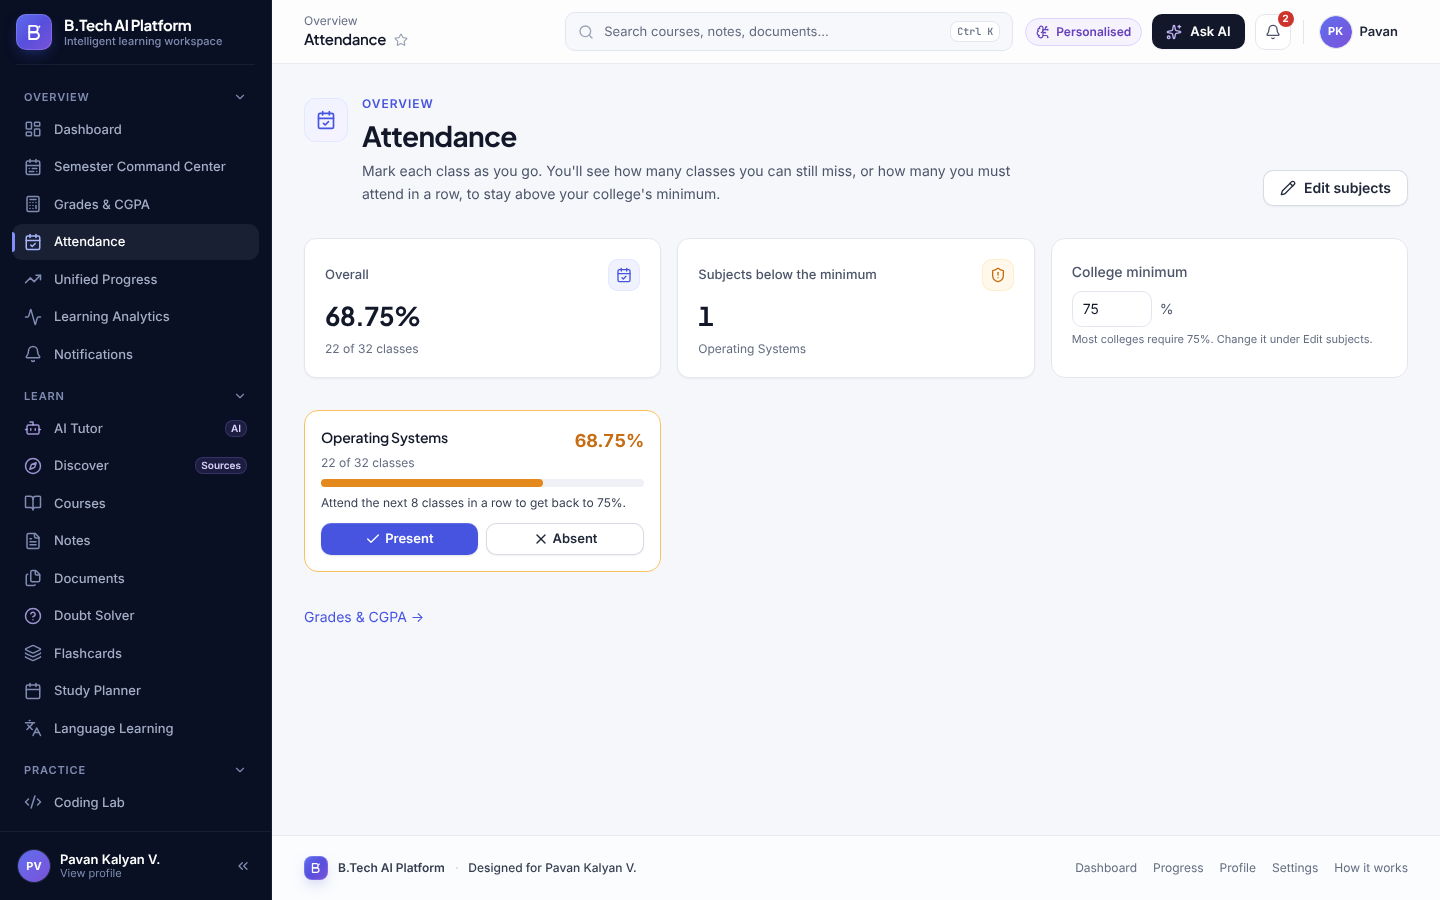 B.Tech AI Platform
Intelligent learning workspace
OVERVIEW
Dashboard
Semester Command Center
Grades & CGPA
Attendance
Unified Progress
Learning Analytics
Notifications
LEARN
AI Tutor AI
Discover Sources
Courses
Notes
Documents
Doubt Solver
Flashcards
Study Planner
Language Learning
PRACTICE
Coding Lab
PV Pavan Kalyan V.
View profile
Overview
Attendance
Search courses, notes, documents... Ctrl K
Personalised
Ask AI
2
PK Pavan
OVERVIEW
Attendance
Mark each class as you go. You'll see how many classes you can still miss, or how many you must
attend in a row, to stay above your college's minimum.
Edit subjects
Overall
68.75%
22 of 32 classes
Subjects below the minimum
1
Operating Systems
College minimum
75 %
Most colleges require 75%. Change it under Edit subjects.
Operating Systems 68.75%
22 of 32 classes
Attend the next 8 classes in a row to get back to 75%.
Present Absent
Grades & CGPA →
B.Tech AI Platform · Designed for Pavan Kalyan V.
Dashboard Progress Profile Settings How it works